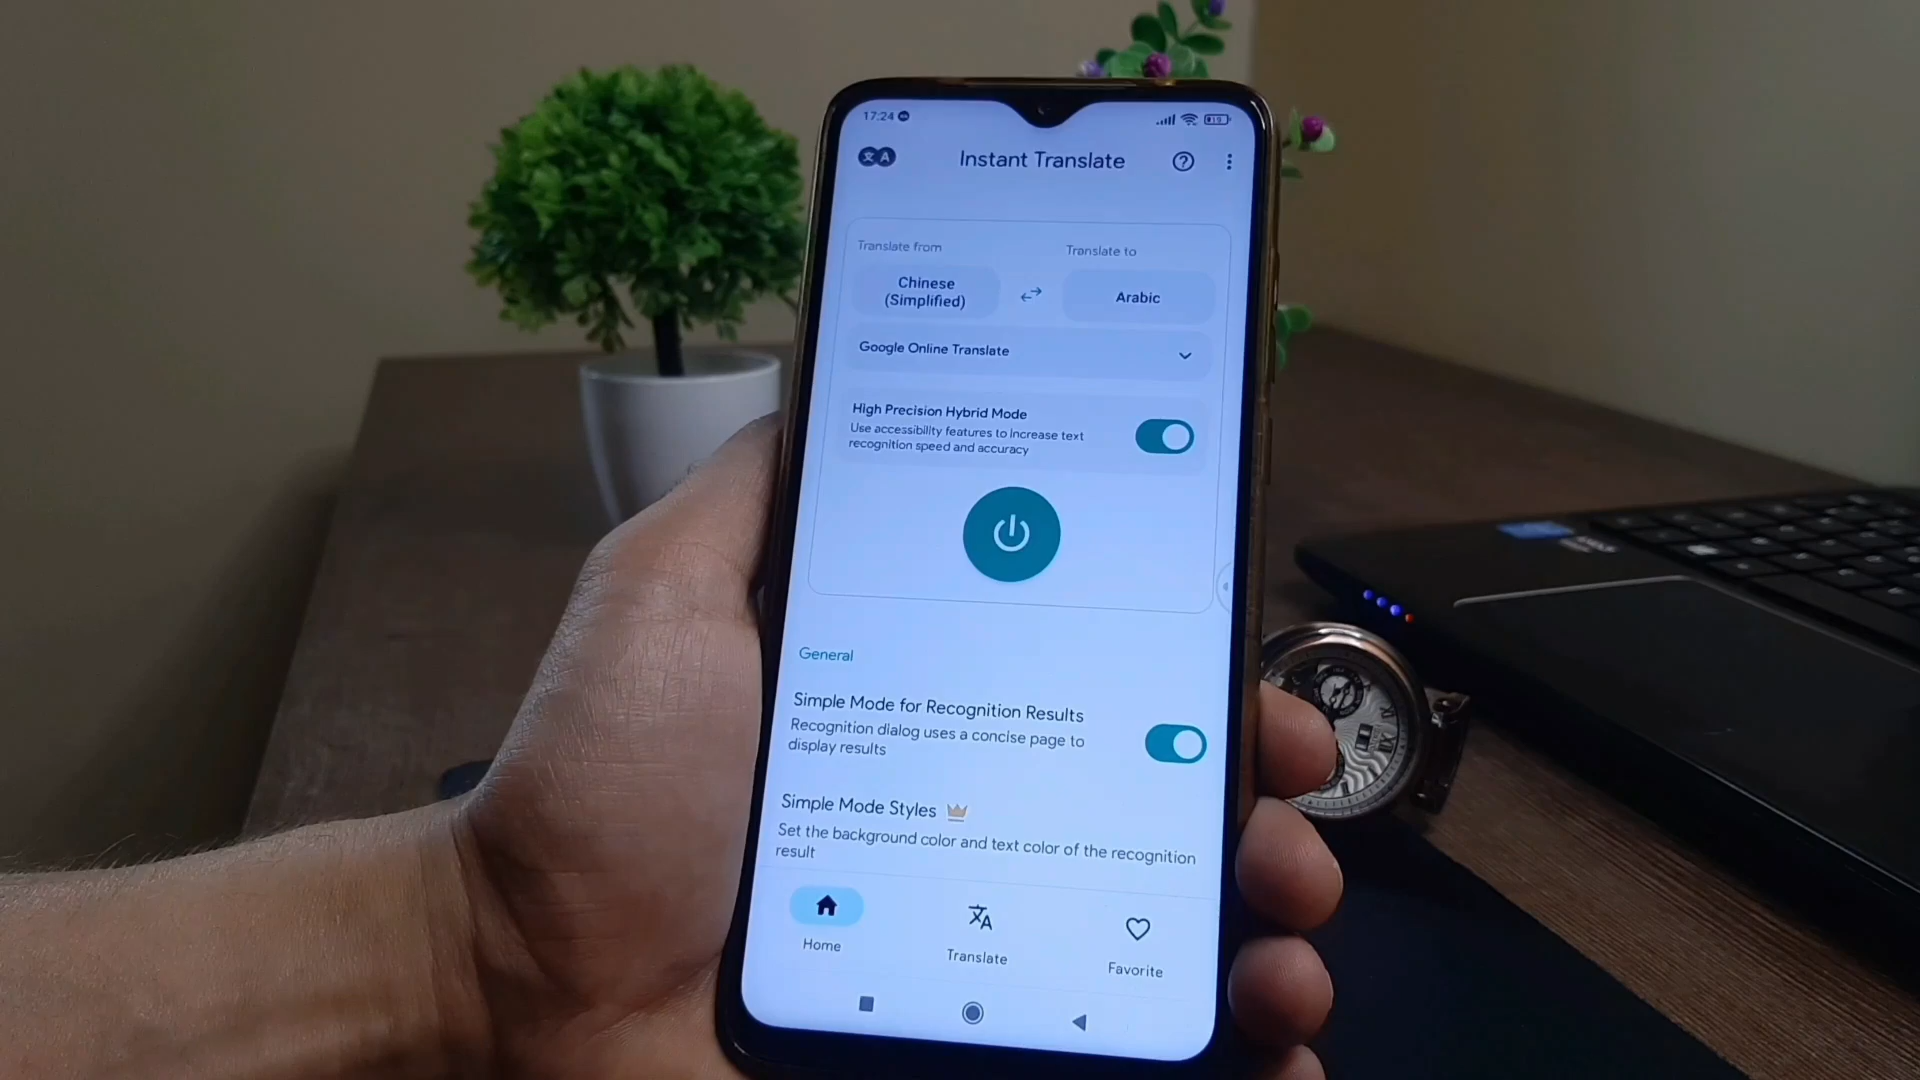 17:24
19
文 A
Instant Translate
Translate from
Translate to
Chinese
(Simplified)
Arabic
Google Online Translate
High Precision Hybrid Mode
Use accessibility features to increase text
recognition speed and accuracy
General
Simple Mode for Recognition Results
Recognition dialog uses a concise page to
display results
Simple Mode Styles
Set the background color and text color of the recognition
result
Home
Translate
Favorite